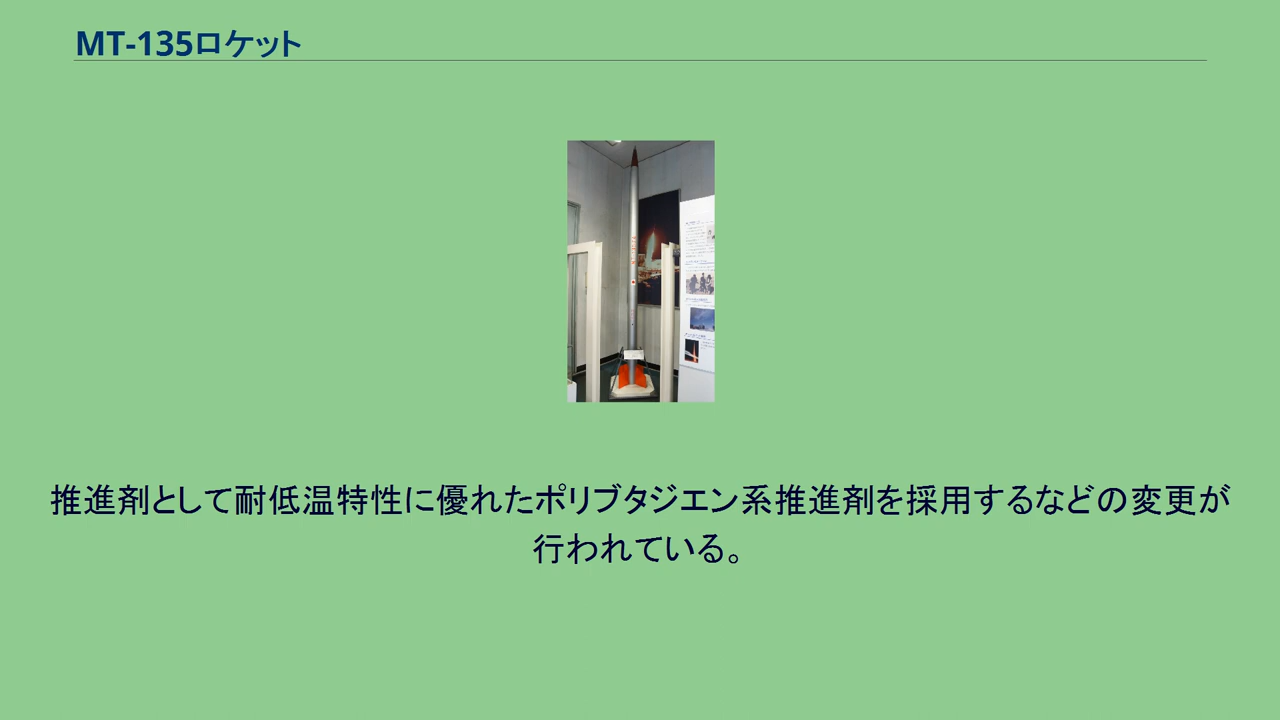 MT-135ロケット
推進剤として耐低温特性に優れたポリブタジエン系推進剤を採用するなどの変更が
行われている。